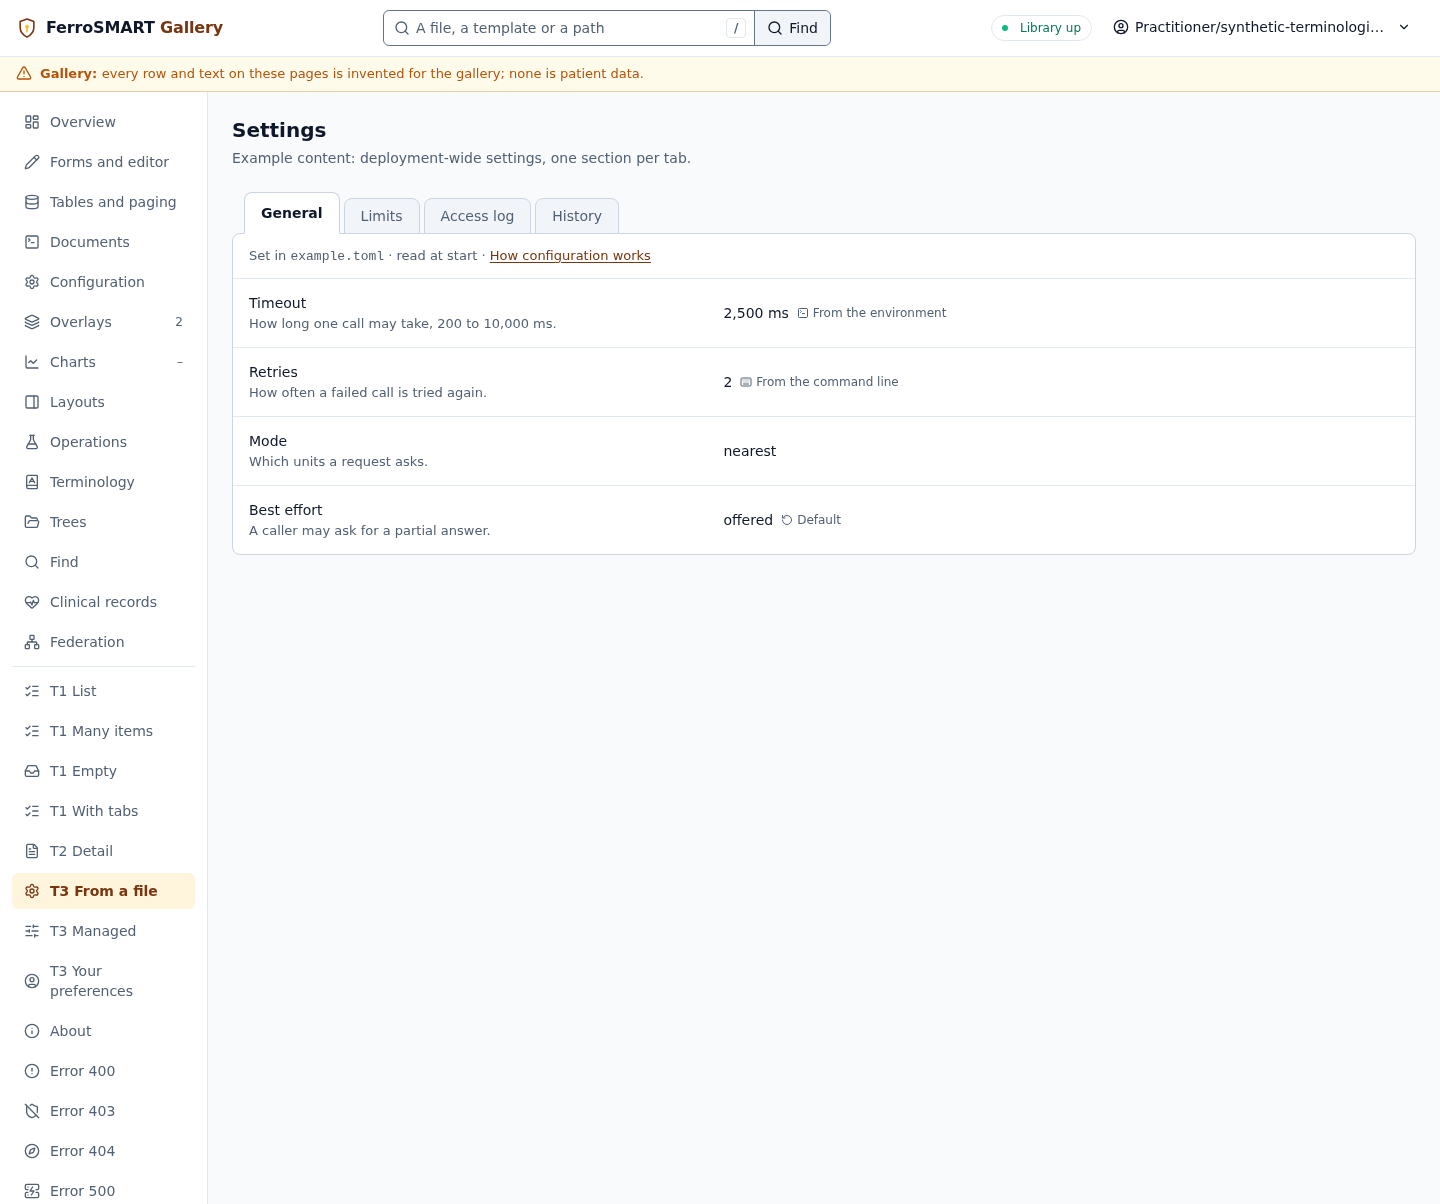 FerroSMART Gallery
A file, a template or a path
/
Find
Library up
Practitioner/synthetic-terminologi…
Gallery: every row and text on these pages is invented for the gallery; none is patient data.
Overview
Forms and editor
Tables and paging
Documents
Configuration
Overlays 2
Charts –
Layouts
Operations
Terminology
Trees
Find
Clinical records
Federation
T1 List
T1 Many items
T1 Empty
T1 With tabs
T2 Detail
T3 From a file
T3 Managed
T3 Your
preferences
About
Error 400
Error 403
Error 404
Error 500
Settings
Example content: deployment-wide settings, one section per tab.
General
Limits
Access log
History
Set in example.toml · read at start · How configuration works
Timeout
How long one call may take, 200 to 10,000 ms.
2,500 ms From the environment
Retries
How often a failed call is tried again.
2 From the command line
Mode
Which units a request asks.
nearest
Best effort
A caller may ask for a partial answer.
offered Default